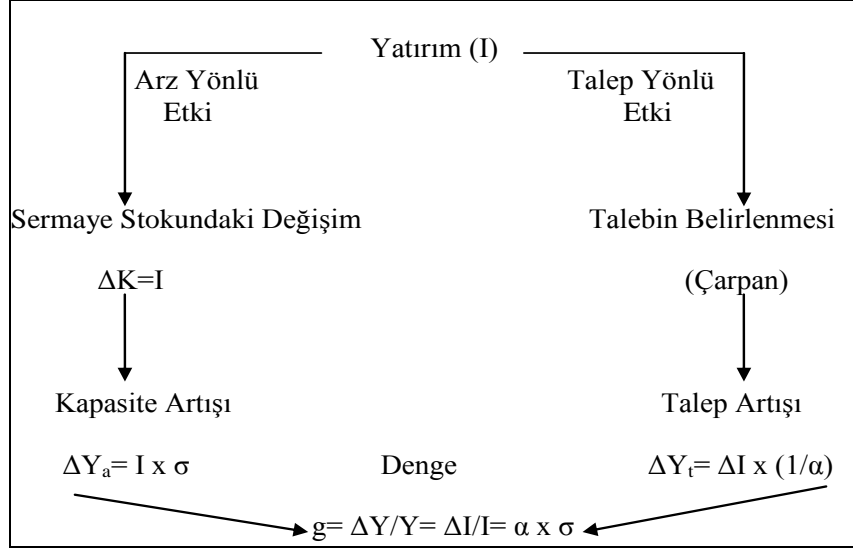 Yatırım (I)
Arz Yönlü
Etki
Talep Yönlü
Etki
Sermaye Stokundaki Değişim
Talebin Belirlenmesi
ΔK=I
(Çarpan)
Kapasite Artışı
Talep Artışı
ΔYₐ= I x σ
Denge
ΔYₜ= ΔI x (1/α)
g= ΔY/Y= ΔI/I= α x σ